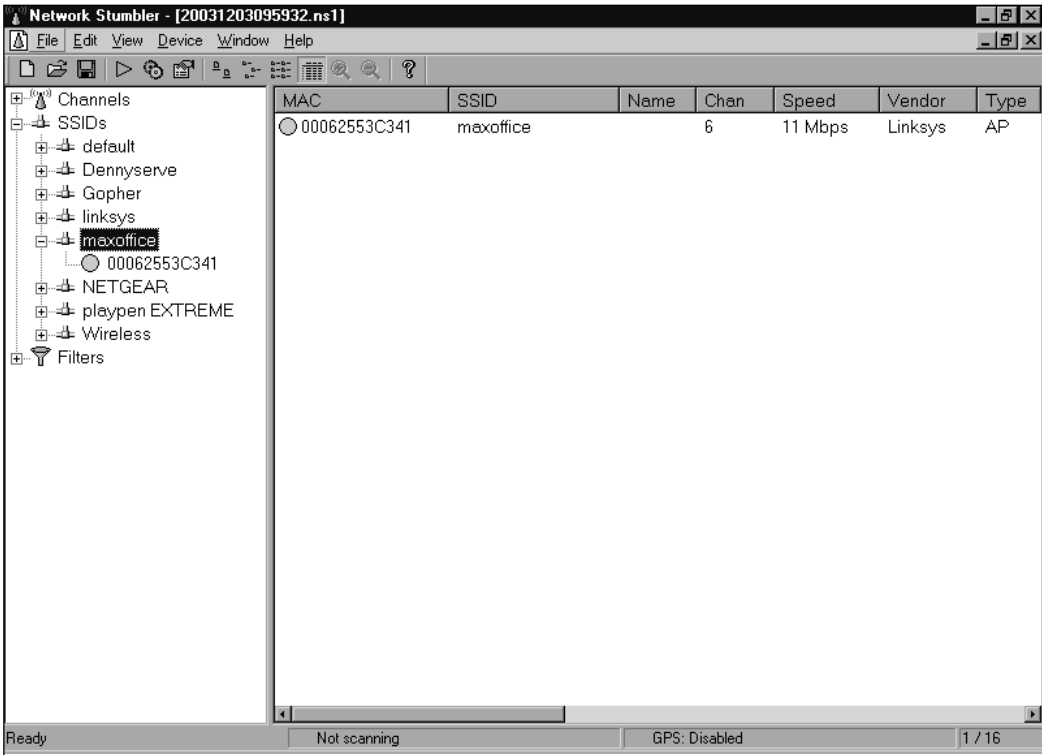 Network Stumbler - [20031203095932.ns1]
File Edit View Device Window Help
Channels
SSIDs
default
Dennyserve
Gopher
linksys
maxoffice
00062553C341
NETGEAR
playpen EXTREME
Wireless
Filters
MAC SSID Name Chan Speed Vendor Type
00062553C341 maxoffice 6 11 Mbps Linksys AP
Ready Not scanning GPS: Disabled 1 / 16